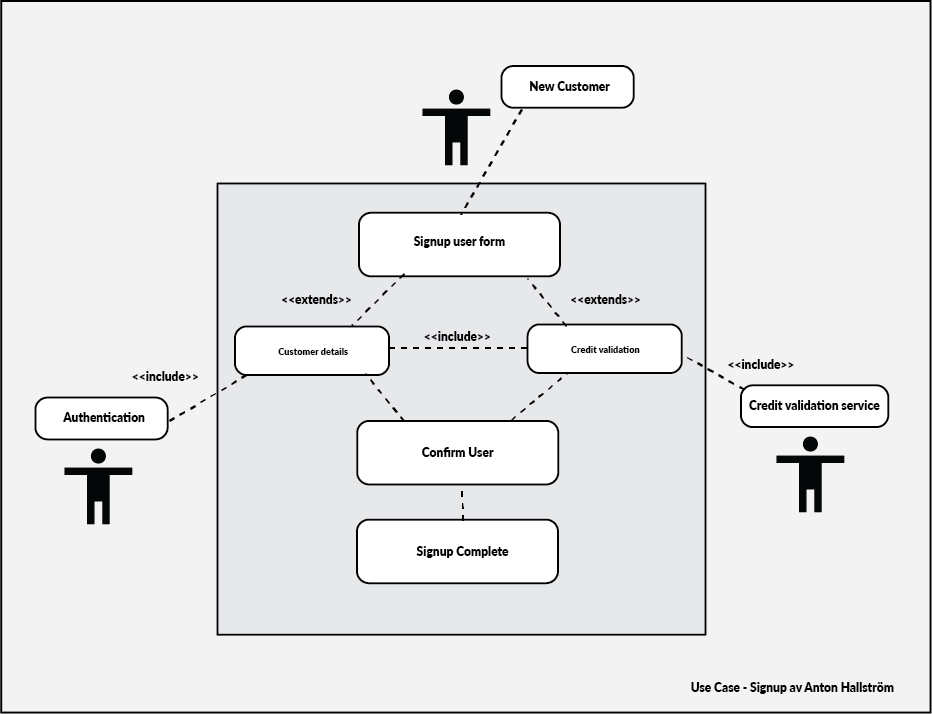 New Customer
Signup user form
<<extends>>
<<extends>>
<<include>>
Customer details
Credit validation
<<include>>
<<include>>
Authentication
Credit validation service
Confirm User
Signup Complete
Use Case - Signup av Anton Hallström